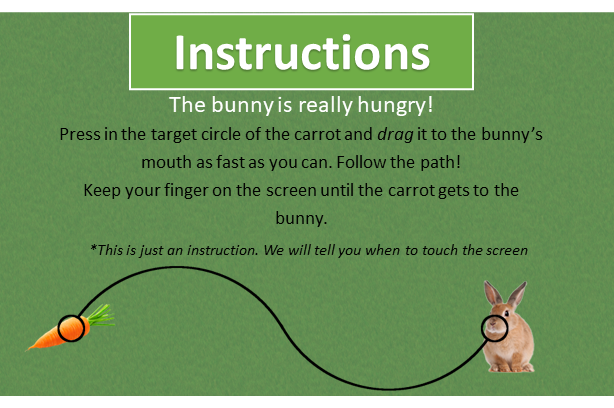 Instructions
The bunny is really hungry!
Press in the target circle of the carrot and drag it to the bunny’s
mouth as fast as you can. Follow the path!
Keep your finger on the screen until the carrot gets to the
bunny.
*This is just an instruction. We will tell you when to touch the screen